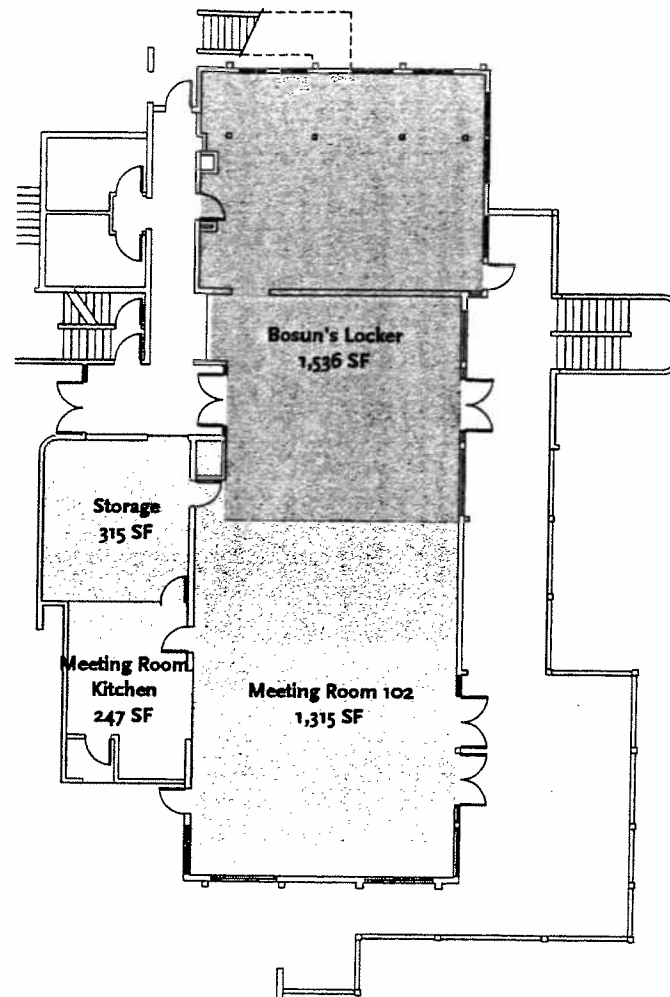 Bosun's Locker
1,536 SF
Storage
315 SF
Meeting Room
Kitchen
247 SF
Meeting Room 102
1,315 SF